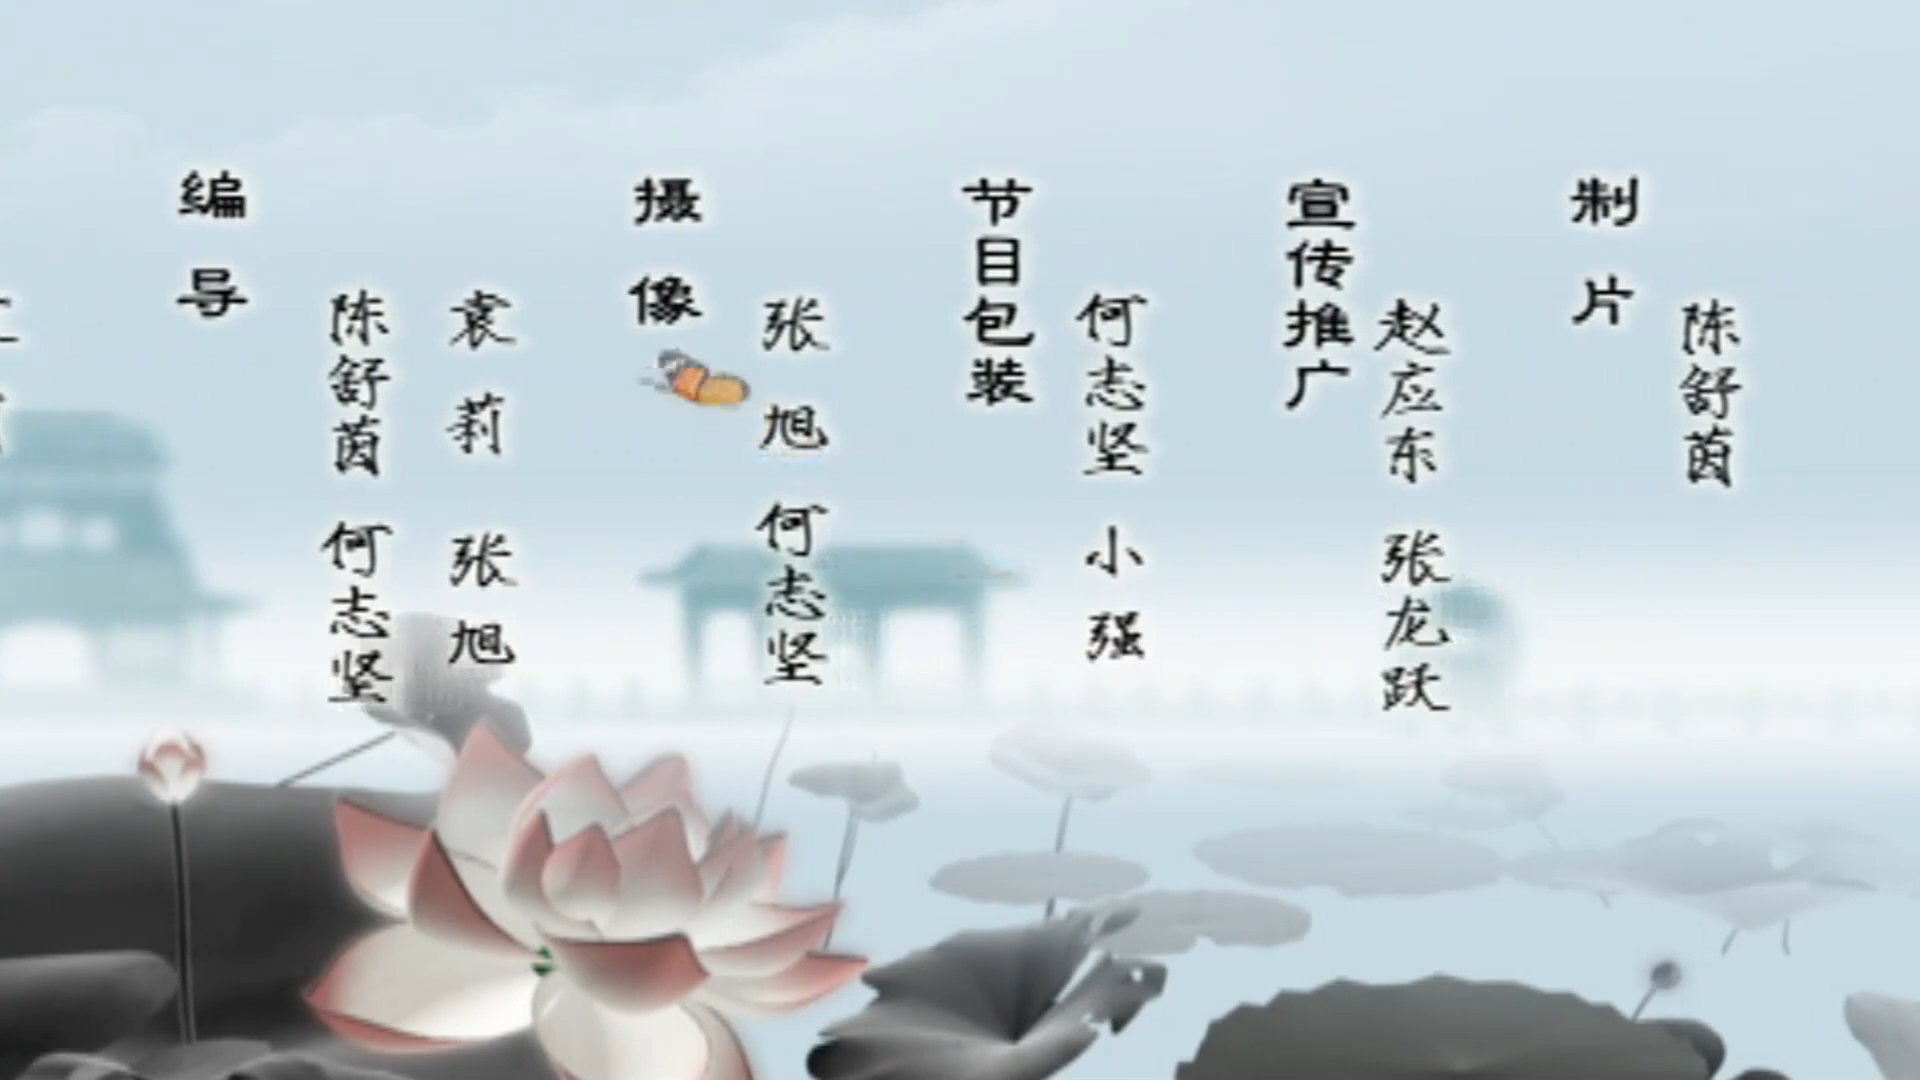 制片
陈舒茵
宣传推广
赵应东 张龙跃
节目包装
何志坚 小强
摄像
张旭 何志坚
编导
袁莉 张旭
陈舒茵 何志坚